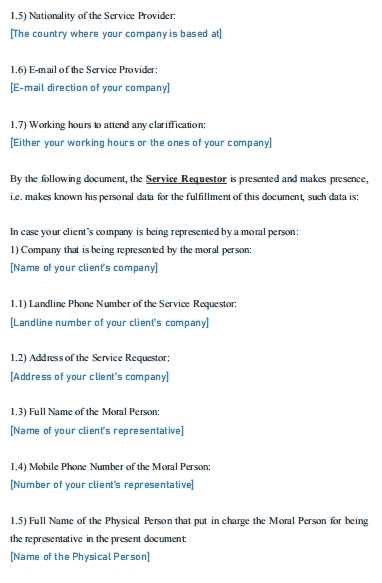 1.5) Nationality of the Service Provider:
[The country where your company is based at]
1.6) E-mail of the Service Provider:
[E-mail direction of your company]
1.7) Working hours to attend any clariffication:
[Either your working hours or the ones of your company]
By the following document, the Service Requestor is presented and makes presence,
i.e. makes known his personal data for the fulfillment of this document, such data is:
In case your client's company is being represented by a moral person:
1) Company that is being represented by the moral person:
[Name of your client's company]
1.1) Landline Phone Number of the Service Requestor:
[Landline number of your client's company]
1.2) Address of the Service Requestor:
[Address of your client's company]
1.3) Full Name of the Moral Person:
[Name of your client's representative]
1.4) Mobile Phone Number of the Moral Person:
[Number of your client's representative]
1.5) Full Name of the Physical Person that put in charge the Moral Person for being
the representative in the present document:
[Name of the Physical Person]